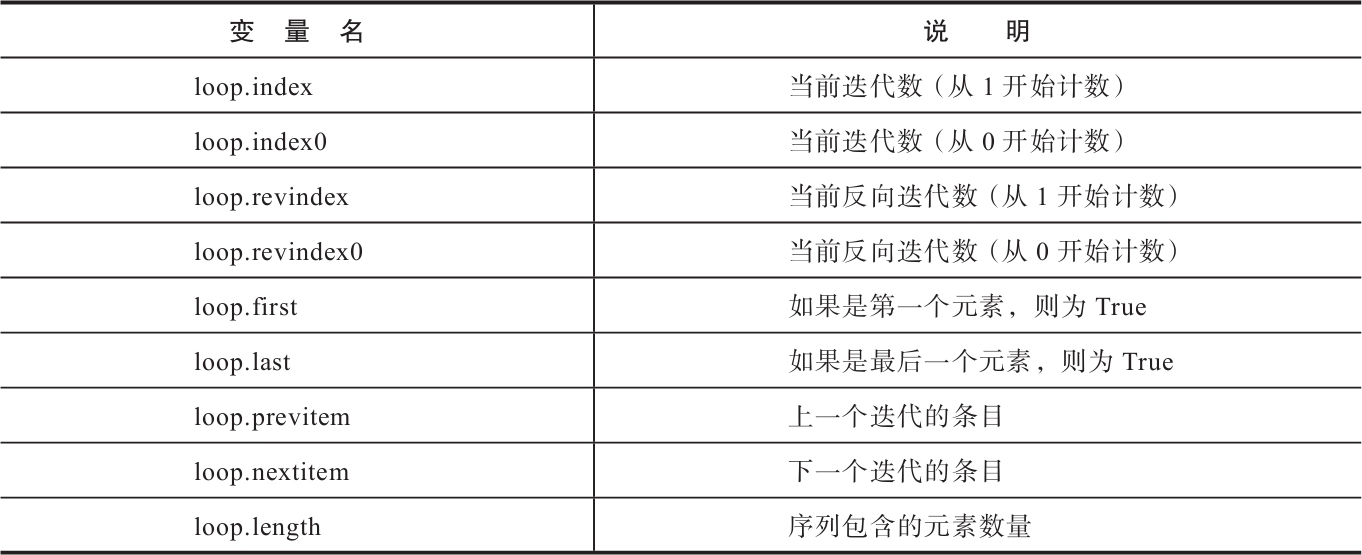 变 量 名 说 明
loop.index 当前迭代数（从 1 开始计数）
loop.index0 当前迭代数（从 0 开始计数）
loop.revindex 当前反向迭代数（从 1 开始计数）
loop.revindex0 当前反向迭代数（从 0 开始计数）
loop.first 如果是第一个元素，则为 True
loop.last 如果是最后一个元素，则为 True
loop.previtem 上一个迭代的条目
loop.nextitem 下一个迭代的条目
loop.length 序列包含的元素数量